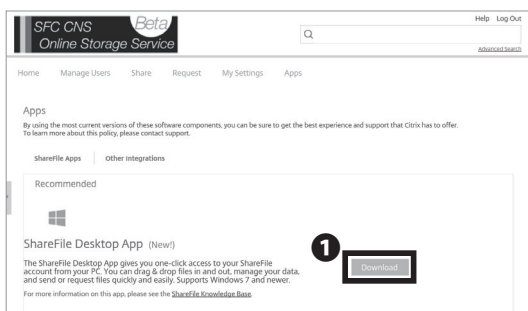 SFC CNS Beta
Online Storage Service
Help Log Out
Advanced Search
Home Manage Users Share Request My Settings Apps
Apps
By using the most current versions of these software components, you can be sure to get the best experience and support that Citrix has to offer.
To learn more about this policy, please contact support.
ShareFile Apps Other Integrations
Recommended
ShareFile Desktop App (New!)
The ShareFile Desktop App gives you one-click access to your ShareFile
account from your PC. You can drag & drop files in and out, manage your data,
and send or request files quickly and easily. Supports Windows 7 and newer.
For more information on this app, please see the ShareFile Knowledge Base.
1
Download